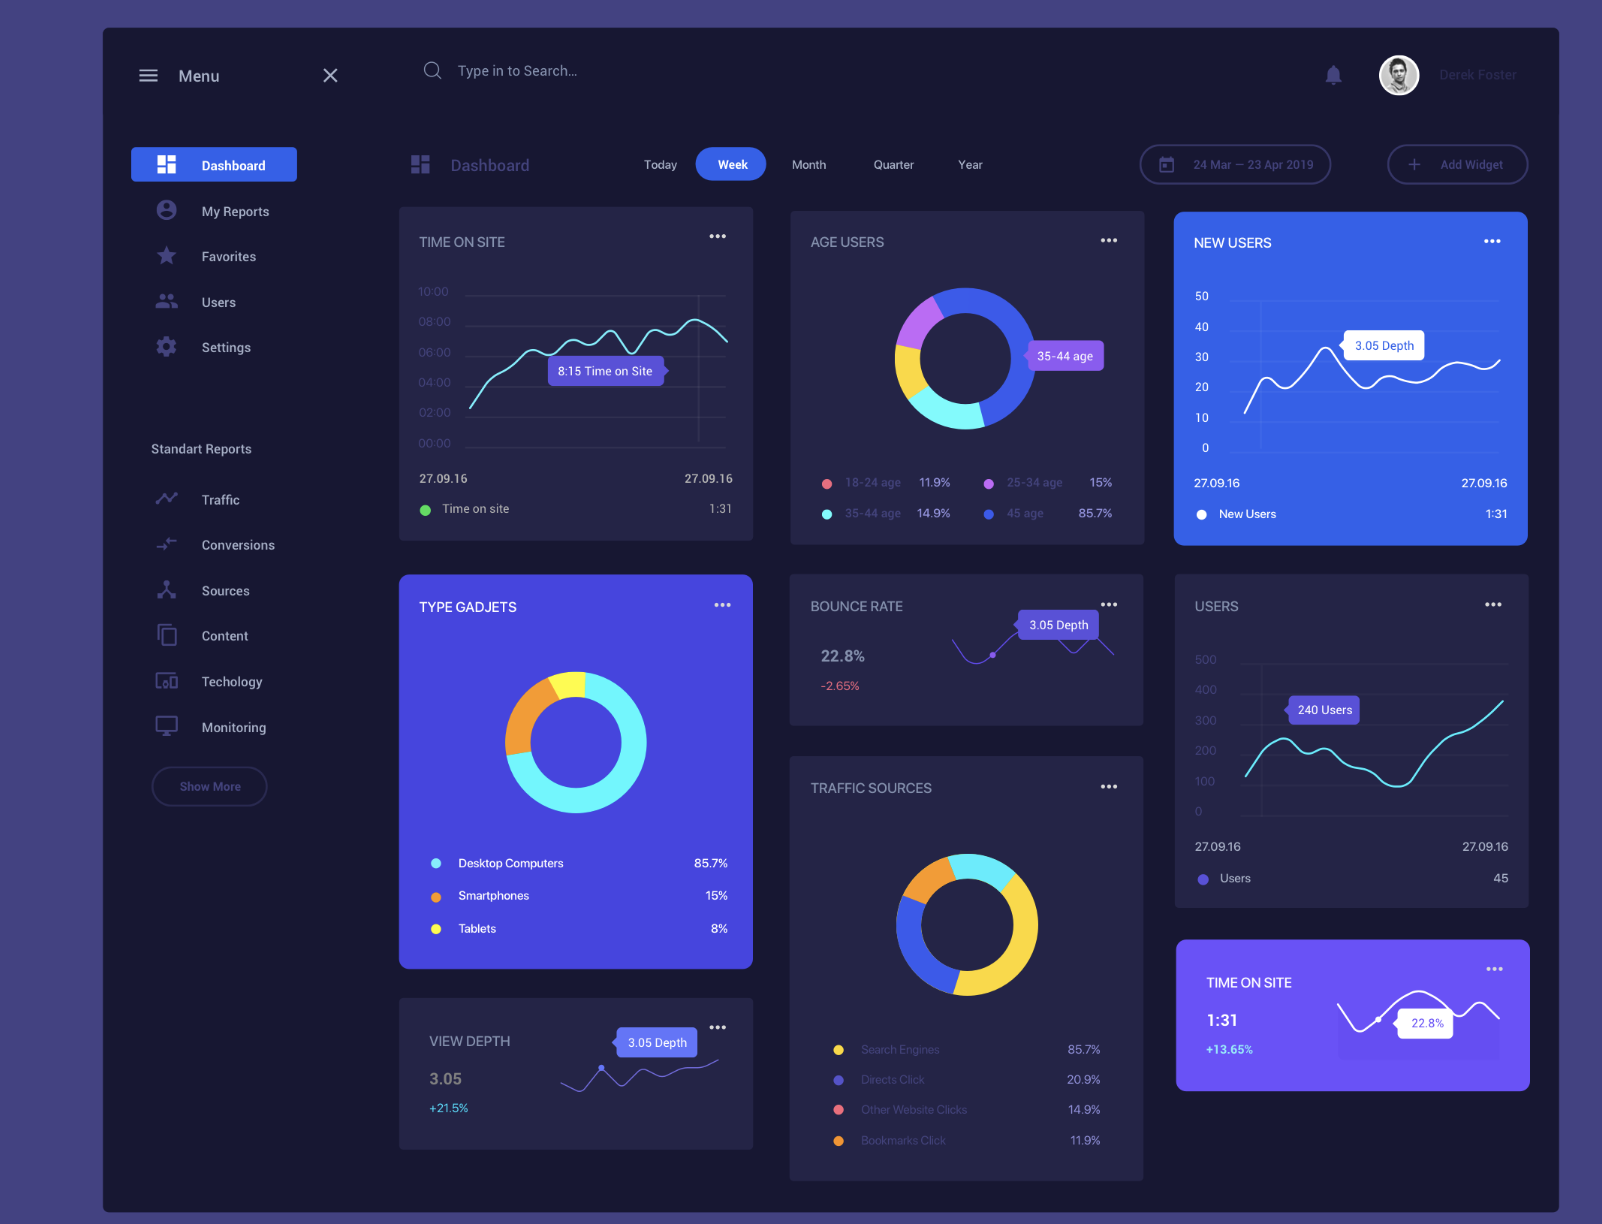 Menu
Type in to Search...
Derek Foster
Dashboard
My Reports
Favorites
Users
Settings
Standart Reports
Traffic
Conversions
Sources
Content
Techology
Monitoring
Show More
Dashboard
Today
Week
Month
Quarter
Year
24 Mar — 23 Apr 2019
Add Widget
TIME ON SITE
10:00
08:00
06:00
04:00
02:00
00:00
8:15 Time on Site
27.09.16 27.09.16
Time on site 1:31
AGE USERS
35-44 age
18-24 age 11.9% 25-34 age 15%
35-44 age 14.9% 45 age 85.7%
NEW USERS
50
40
30
20
10
0
3.05 Depth
27.09.16 27.09.16
New Users 1:31
TYPE GADJETS
Desktop Computers 85.7%
Smartphones 15%
Tablets 8%
BOUNCE RATE
3.05 Depth
22.8%
-2.65%
USERS
500
400
300
200
100
0
240 Users
27.09.16 27.09.16
Users 45
TRAFFIC SOURCES
Search Engines 85.7%
Directs Click 20.9%
Other Website Clicks 14.9%
Bookmarks Click 11.9%
VIEW DEPTH
3.05 Depth
3.05
+21.5%
TIME ON SITE
1:31
22.8%
+13.65%